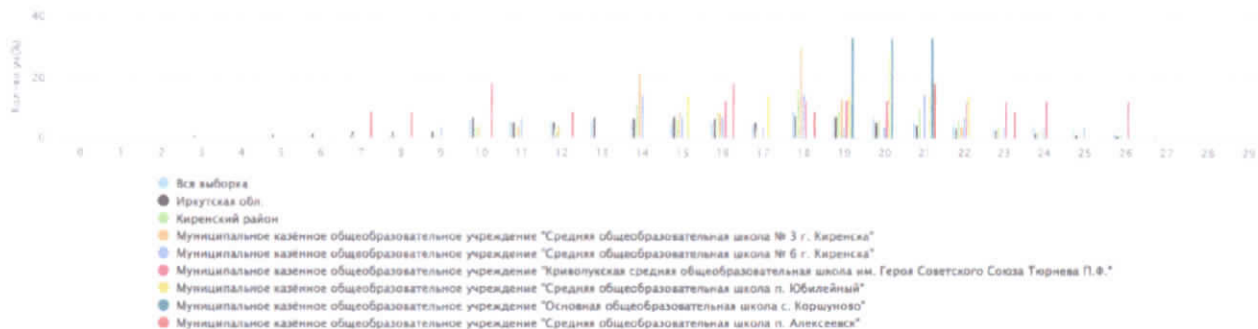 40
20
0
Кол-во уч(%)
0 1 2 3 4 5 6 7 8 9 10 11 12 13 14 15 16 17 18 19 20 21 22 23 24 25 26 27 28 29
Вся выборка
Иркутская обл.
Киренский район
Муниципальное казённое общеобразовательное учреждение "Средняя общеобразовательная школа № 3 г. Киренска"
Муниципальное казённое общеобразовательное учреждение "Средняя общеобразовательная школа № 6 г. Киренска"
Муниципальное казённое общеобразовательное учреждение "Криволукская средняя общеобразовательная школа им. Героя Советского Союза Тюрнева П.Ф."
Муниципальное казённое общеобразовательное учреждение "Средняя общеобразовательная школа п. Юбилейный"
Муниципальное казённое общеобразовательное учреждение "Основная общеобразовательная школа с. Коршуново"
Муниципальное казённое общеобразовательное учреждение "Средняя общеобразовательная школа п. Алексеевск"